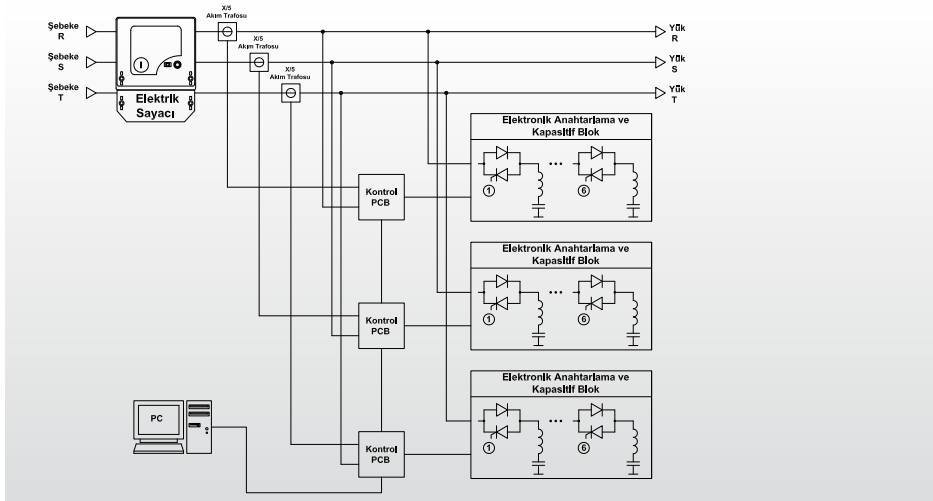 X/5
Akım Trafosu
Şebeke
R
Yük
R
X/5
Akım Trafosu
Şebeke
S
Yük
S
X/5
Akım Trafosu
Şebeke
T
Yük
T
I
Elektrik
Sayacı
Elektronik Anahtarlama ve
Kapasitif Blok
1
...
6
Kontrol
PCB
Elektronik Anahtarlama ve
Kapasitif Blok
1
...
6
Kontrol
PCB
Elektronik Anahtarlama ve
Kapasitif Blok
1
...
6
PC
Kontrol
PCB